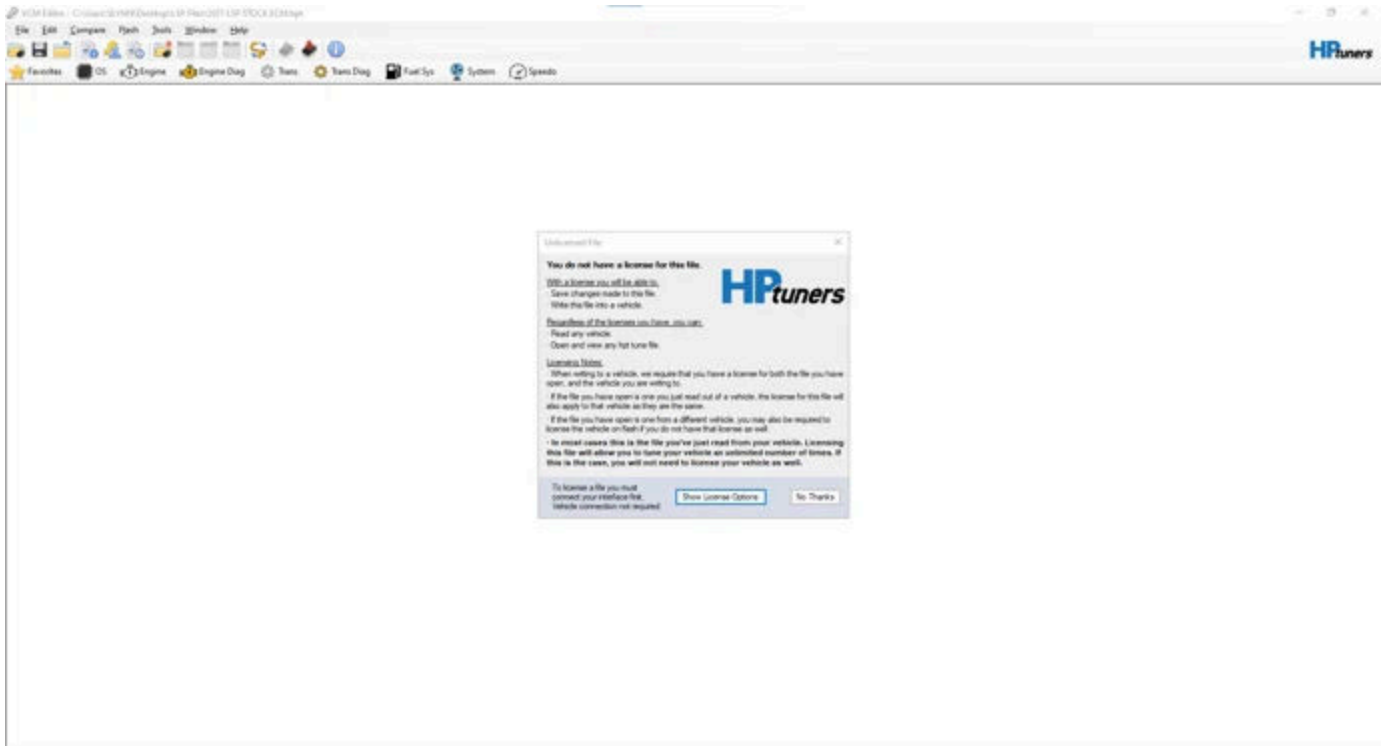 VCM Editor
File Edit Compare Flash Tools Window Help
HPtuners
Favorites OS Engine Engine Diag Trans Trans Diag Fuel Sys System Speedo
Unlicensed File
You do not have a license for this file.
HPtuners
With a license you will be able to.
Save changes made to this file.
Write this file into a vehicle.
Regardless of the licenses you have, you can:
Read any vehicle.
Open and view any hpt tune file.
Licensing Notes:
When writing to a vehicle, we require that you have a license for both the file you have
open, and the vehicle you are writing to.
If the file you have open is one you just read out of a vehicle, the license for this file will
also apply to that vehicle as they are the same.
If the file you have open is one from a different vehicle, you may also be required to
license the vehicle on flash if you do not have that license as well.
- In most cases this is the file you've just read from your vehicle. Licensing
this file will allow you to tune your vehicle an unlimited number of times. If
this is the case, you will not need to license your vehicle as well.
To license a file you must
connect your interface first.
Vehicle connection not required.
Show License Options
No Thanks